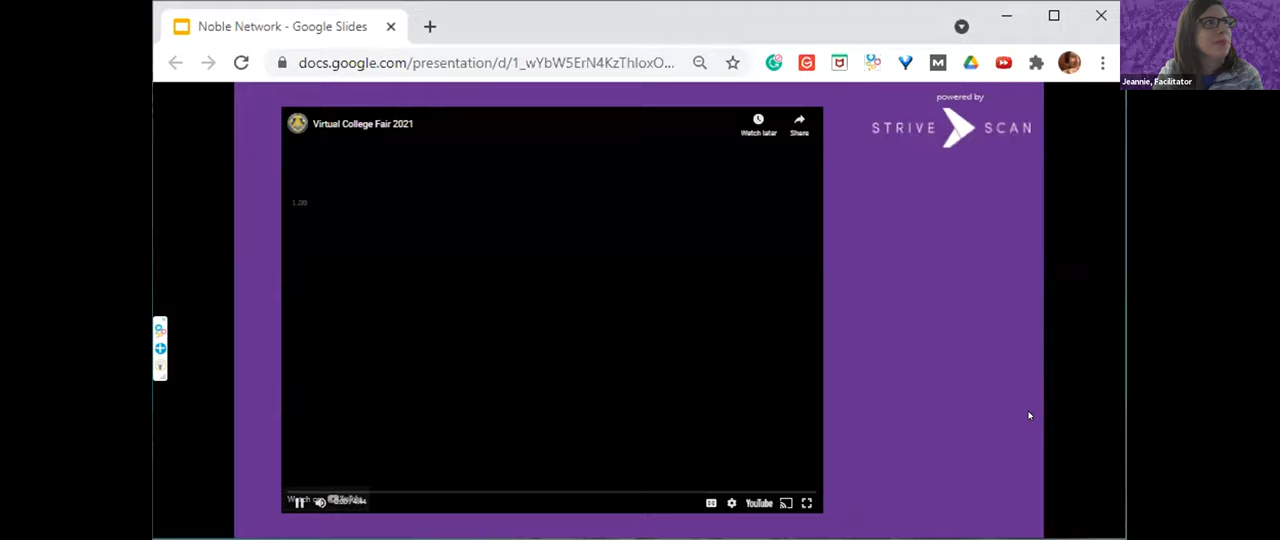 Noble Network - Google Slides
docs.google.com/presentation/d/1_wYbW5ErN4KzThloxO...
Jeannie, Facilitator
powered by
STRIVE SCAN
Virtual College Fair 2021
Watch later
Share
YouTube